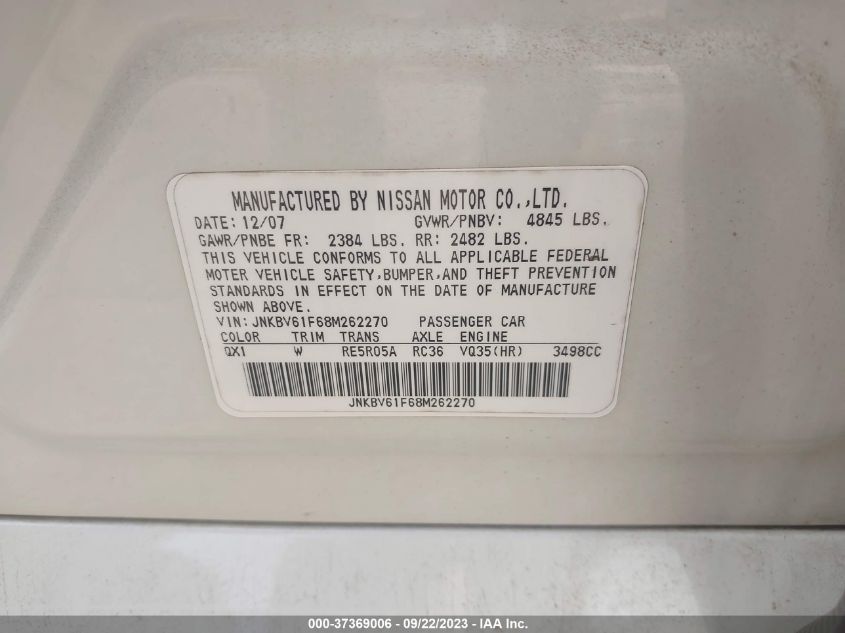 MANUFACTURED BY NISSAN MOTOR CO.,LTD.
DATE: 12/07 GVWR/PNBV: 4845 LBS.
GAWR/PNBE FR: 2384 LBS. RR: 2482 LBS.
THIS VEHICLE CONFORMS TO ALL APPLICABLE FEDERAL
MOTER VEHICLE SAFETY,BUMPER,AND THEFT PREVENTION
STANDARDS IN EFFECT ON THE DATE OF MANUFACTURE
SHOWN ABOVE.
VIN: JNKBV61F68M262270 PASSENGER CAR
COLOR TRIM TRANS AXLE ENGINE
QX1 W RE5R05A RC36 VQ35(HR) 3498CC
JNKBV61F68M262270
000-37369006 - 09/22/2023 - IAA Inc.